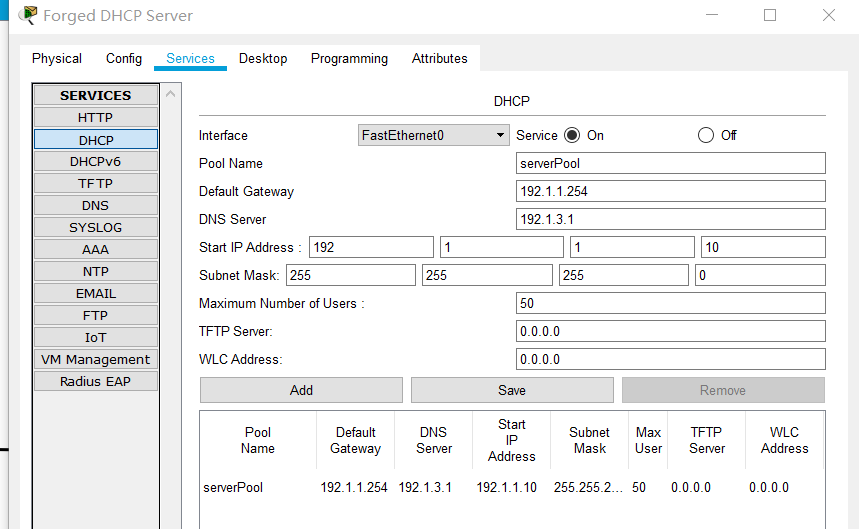 Forged DHCP Server
Physical Config Services Desktop Programming Attributes
SERVICES
HTTP
DHCP
DHCPv6
TFTP
DNS
SYSLOG
AAA
NTP
EMAIL
FTP
IoT
VM Management
Radius EAP
DHCP
Interface FastEthernet0 Service On Off
Pool Name serverPool
Default Gateway 192.1.1.254
DNS Server 192.1.3.1
Start IP Address : 192 1 1 10
Subnet Mask: 255 255 255 0
Maximum Number of Users : 50
TFTP Server: 0.0.0.0
WLC Address: 0.0.0.0
Add Save Remove
Pool Name Default Gateway DNS Server Start IP Address Subnet Mask Max User TFTP Server WLC Address
serverPool 192.1.1.254 192.1.3.1 192.1.1.10 255.255.2... 50 0.0.0.0 0.0.0.0